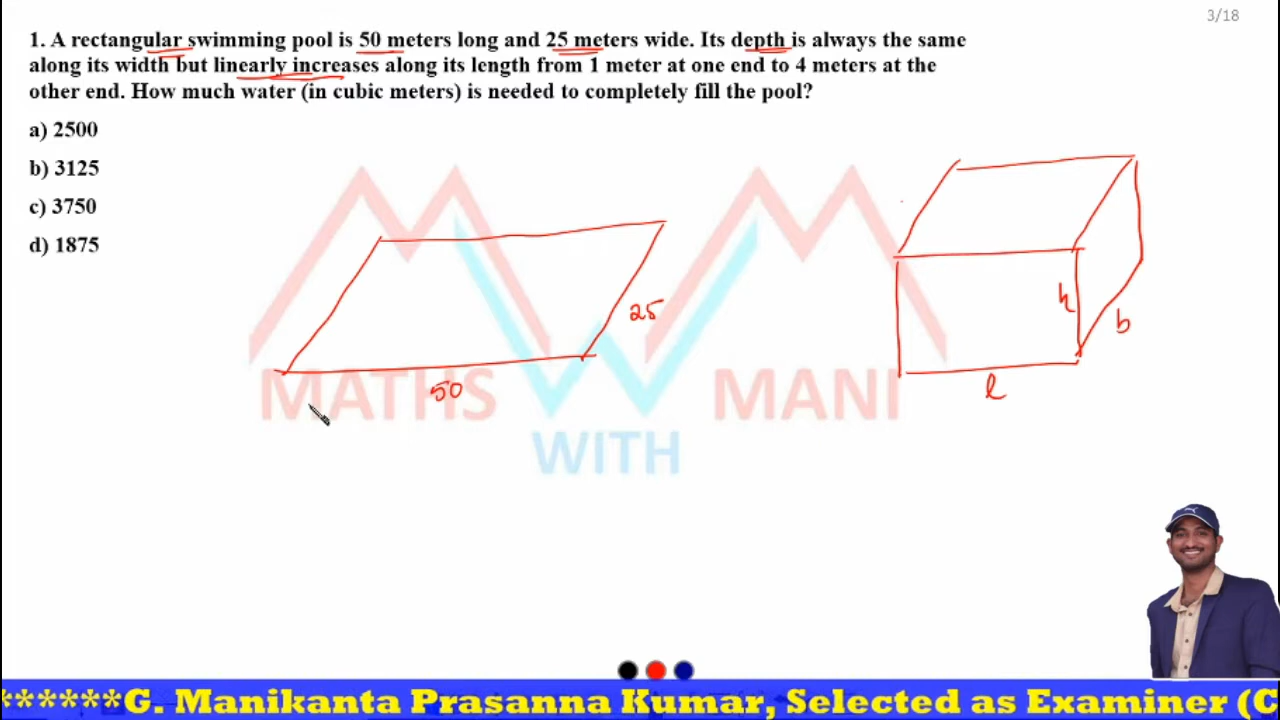 3/18
1. A rectangular swimming pool is 50 meters long and 25 meters wide. Its depth is always the same
along its width but linearly increases along its length from 1 meter at one end to 4 meters at the
other end. How much water (in cubic meters) is needed to completely fill the pool?
a) 2500
b) 3125
c) 3750
d) 1875
25
50
h
b
l
MATHS
WITH
MANI
******G. Manikanta Prasanna Kumar, Selected as Examiner (C